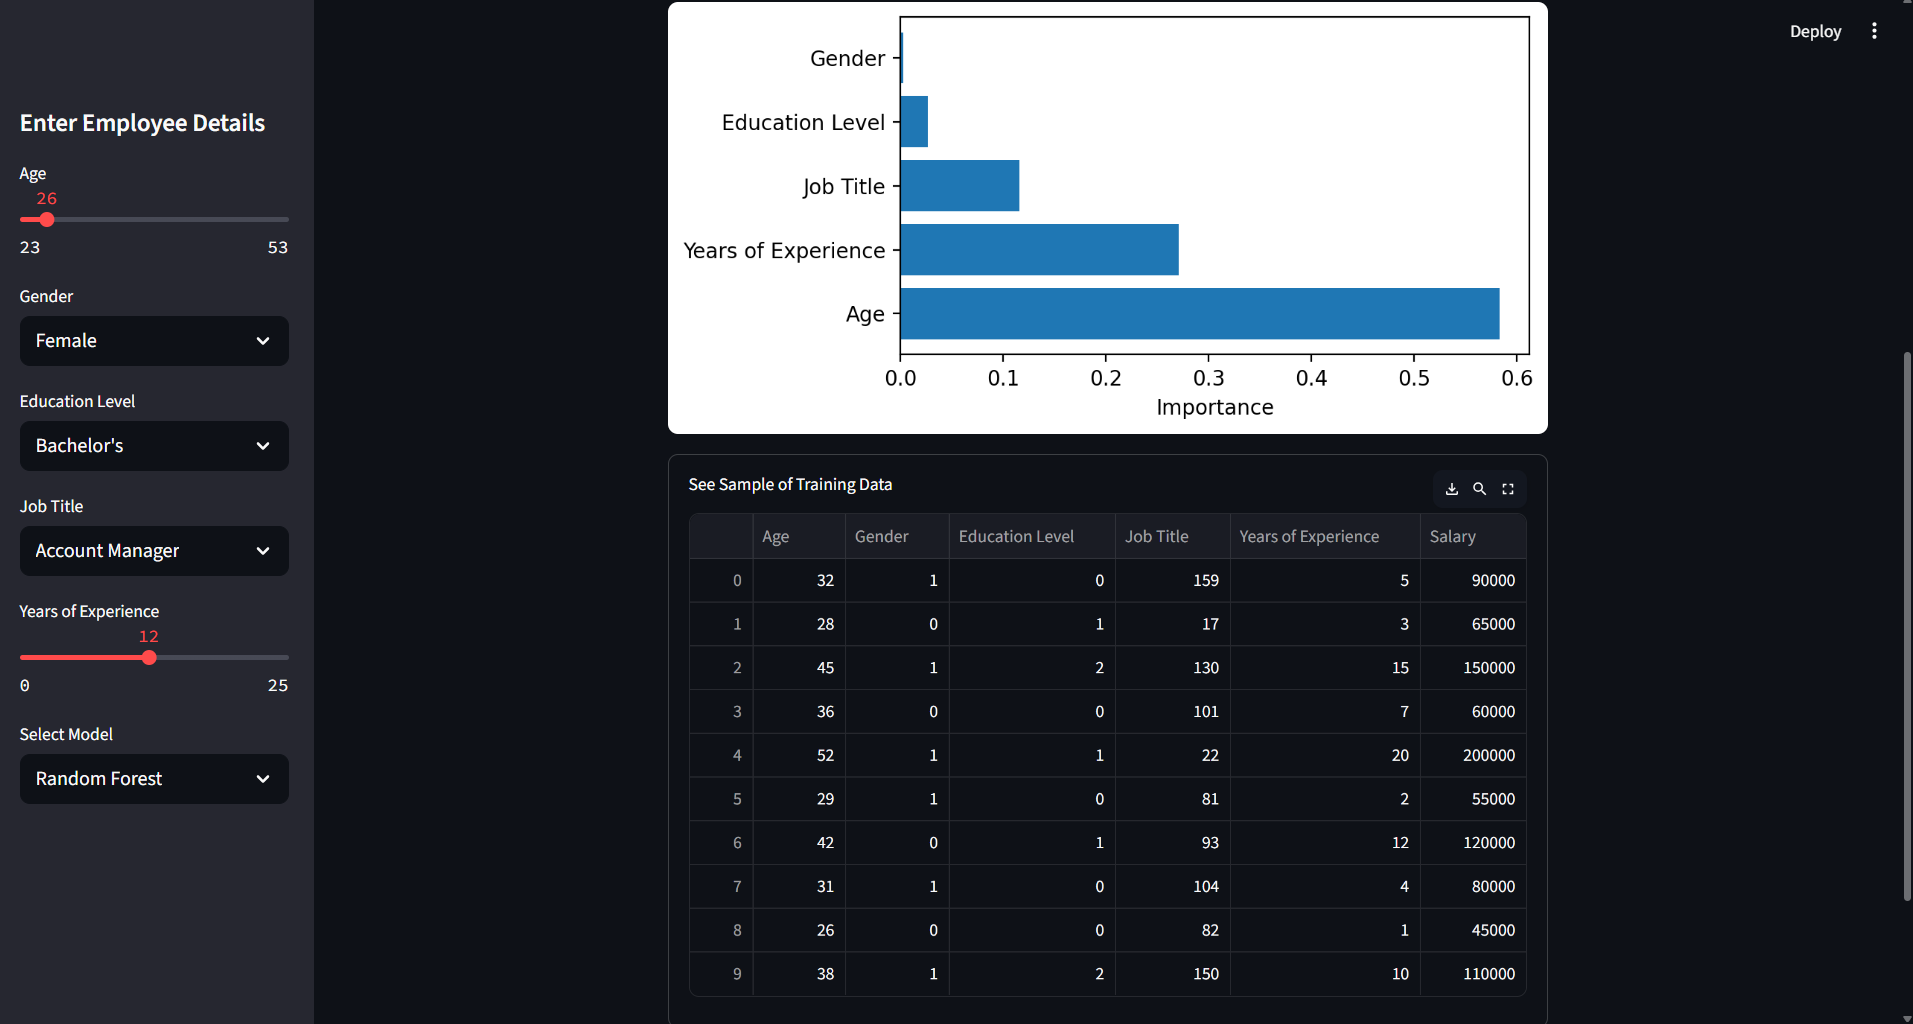 Deploy
Enter Employee Details
Age
26
23 53
Gender
Female
Education Level
Bachelor's
Job Title
Account Manager
Years of Experience
12
0 25
Select Model
Random Forest
Gender
Education Level
Job Title
Years of Experience
Age
0.0 0.1 0.2 0.3 0.4 0.5 0.6
Importance
See Sample of Training Data
Age Gender Education Level Job Title Years of Experience Salary
0 32 1 0 159 5 90000
1 28 0 1 17 3 65000
2 45 1 2 130 15 150000
3 36 0 0 101 7 60000
4 52 1 1 22 20 200000
5 29 1 0 81 2 55000
6 42 0 1 93 12 120000
7 31 1 0 104 4 80000
8 26 0 0 82 1 45000
9 38 1 2 150 10 110000